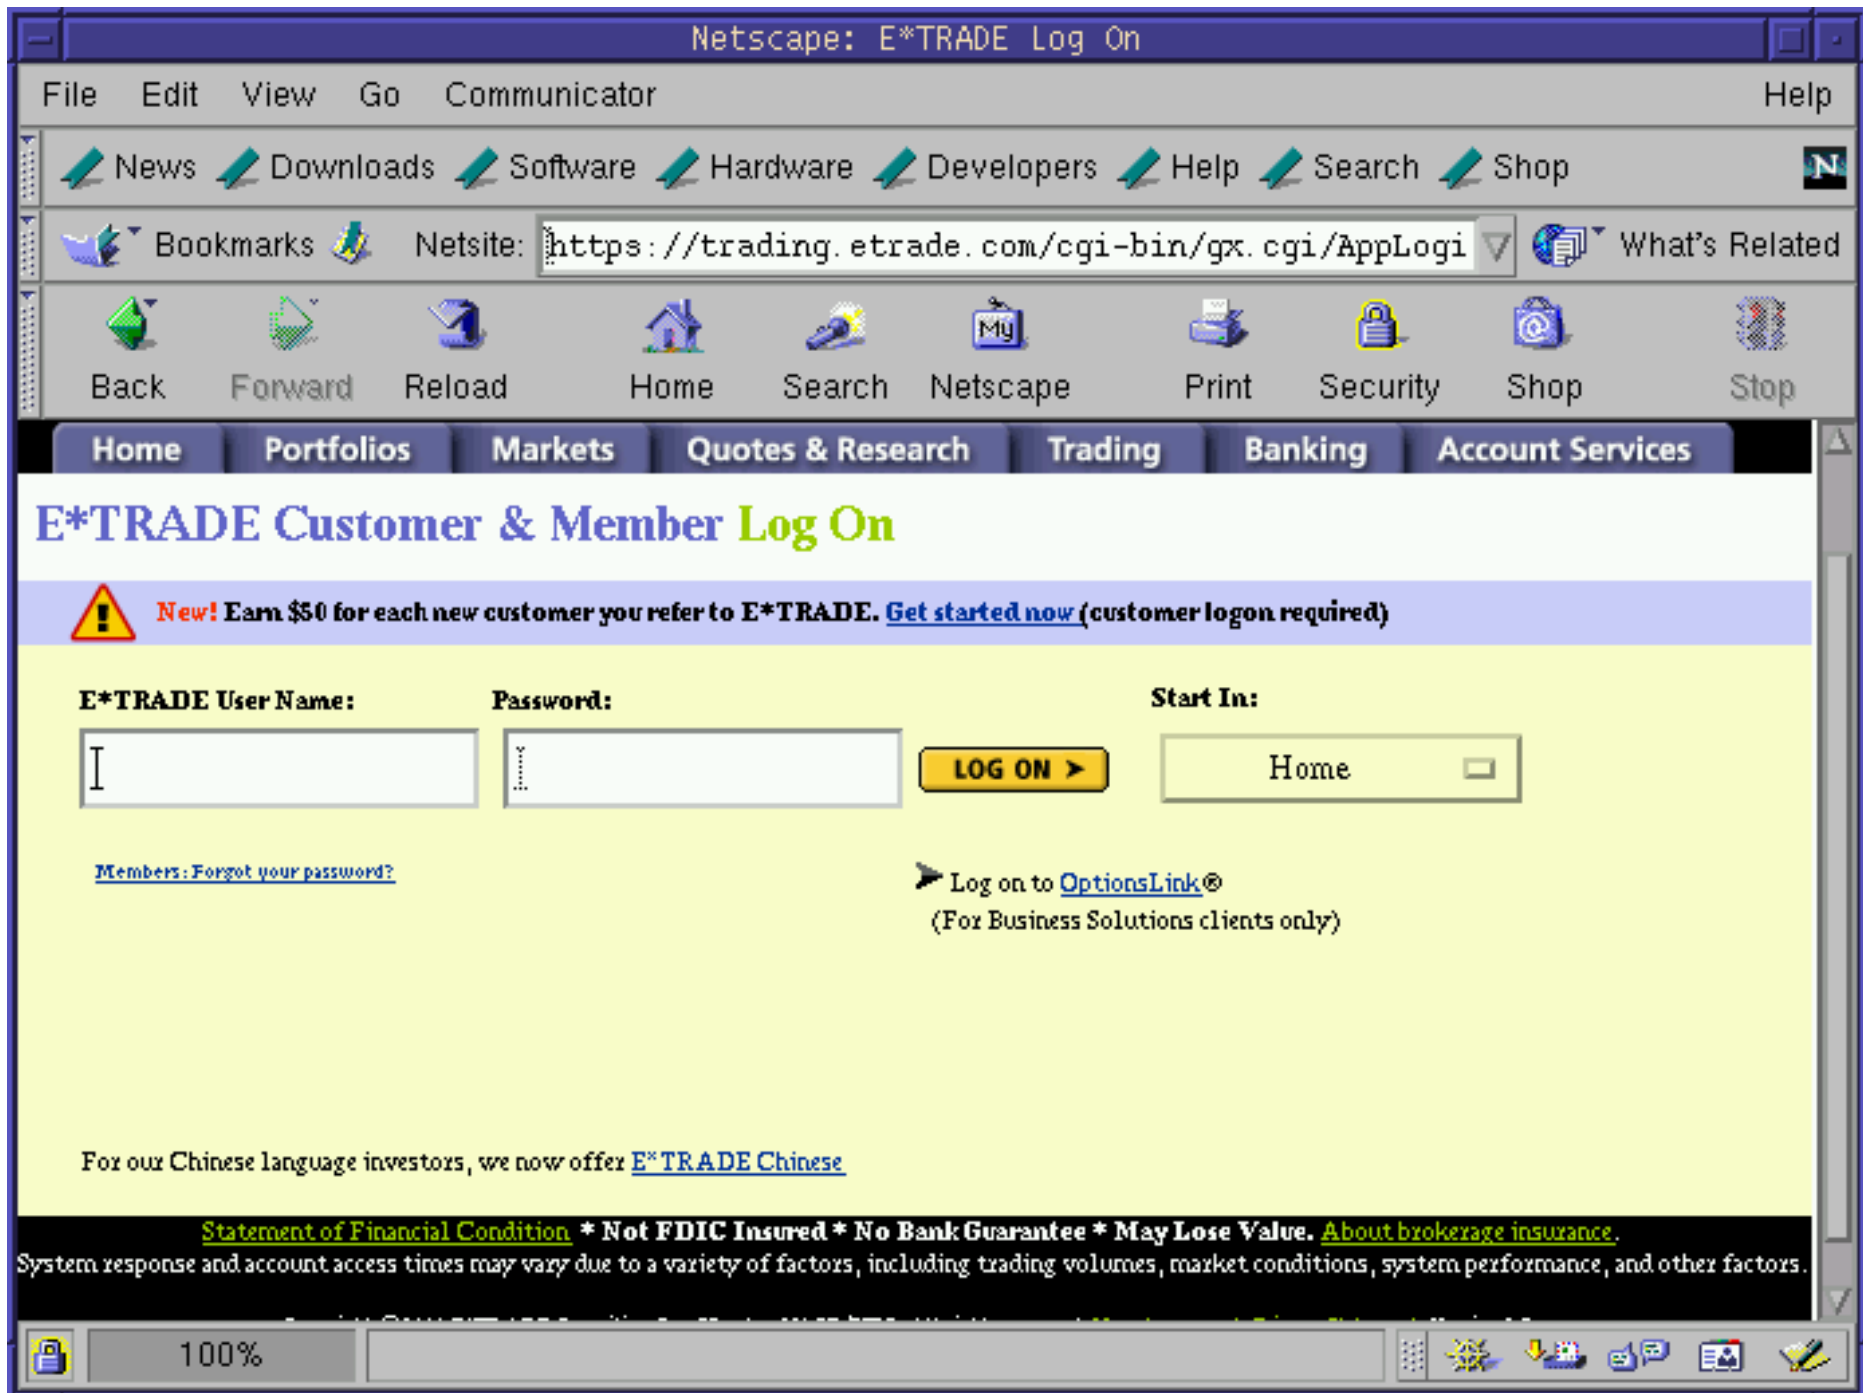 Netscape: E*TRADE Log On
File Edit View Go Communicator Help
News Downloads Software Hardware Developers Help Search Shop
N
Bookmarks Netsite: https://trading.etrade.com/cgi-bin/gx.cgi/AppLogi What's Related
My
Back Forward Reload Home Search Netscape Print Security Shop Stop
Home Portfolios Markets Quotes & Research Trading Banking Account Services
E*TRADE Customer & Member Log On
New! Earn $50 for each new customer you refer to E*TRADE. Get started now (customer logon required)
E*TRADE User Name: Password: Start In:
LOG ON Home
Members: Forgot your password?
Log on to OptionsLink®
(For Business Solutions clients only)
For our Chinese language investors, we now offer E*TRADE Chinese
Statement of Financial Condition * Not FDIC Insured * No Bank Guarantee * May Lose Value. About brokerage insurance.
System response and account access times may vary due to a variety of factors, including trading volumes, market conditions, system performance, and other factors.
100%